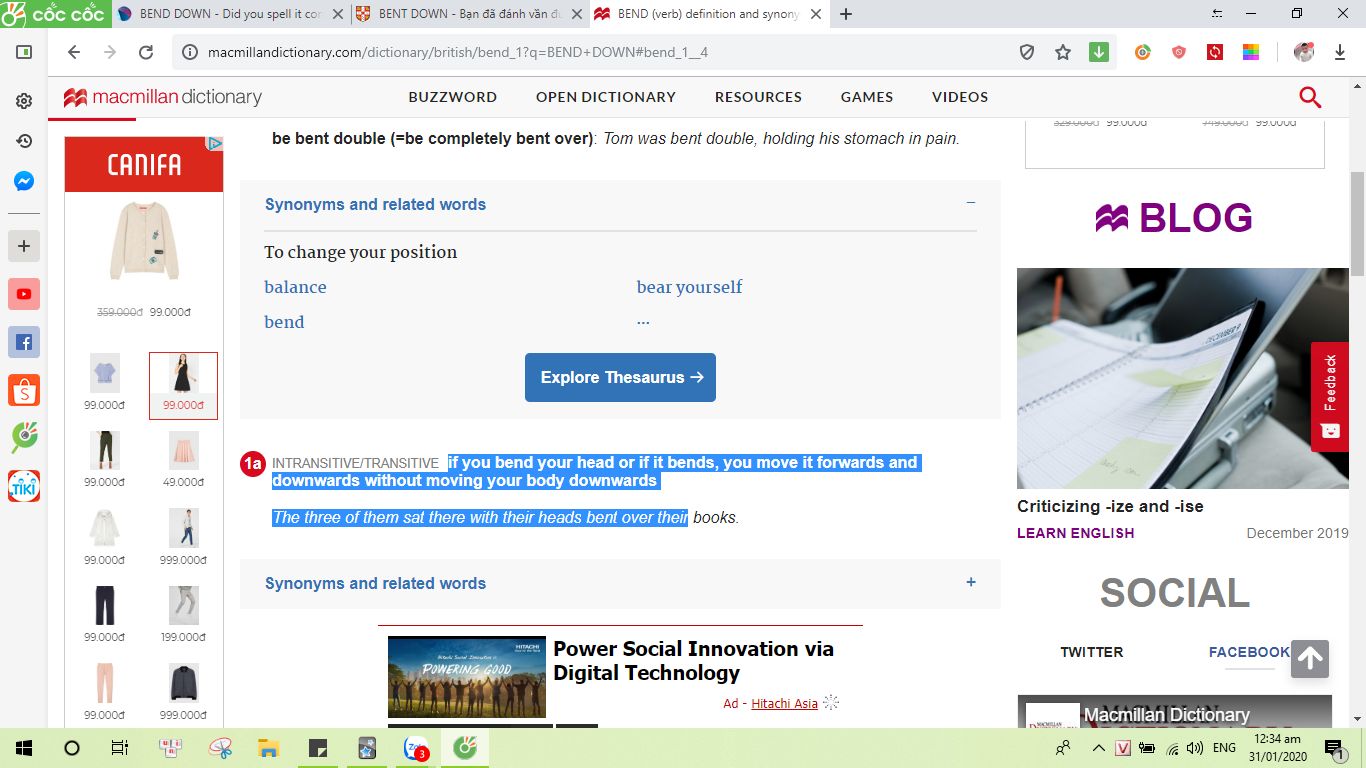 cốc cốc
BEND DOWN - Did you spell it cor
BENT DOWN - Bạn đã đánh vần đú
BEND (verb) definition and synony
macmillandictionary.com/dictionary/british/bend_1?q=BEND+DOWN#bend_1__4
macmillan dictionary
BUZZWORD
OPEN DICTIONARY
RESOURCES
GAMES
VIDEOS
CANIFA
359.000đ 99.000đ
99.000đ 99.000đ
99.000đ 49.000đ
99.000đ 999.000đ
99.000đ 199.000đ
99.000đ 999.000đ
TIKI
be bent double (=be completely bent over): Tom was bent double, holding his stomach in pain.
Synonyms and related words
−
To change your position
balance
bear yourself
bend
...
Explore Thesaurus →
1a INTRANSITIVE/TRANSITIVE if you bend your head or if it bends, you move it forwards and
downwards without moving your body downwards
The three of them sat there with their heads bent over their books.
Synonyms and related words
+
HITACHI
POWERING GOOD
Power Social Innovation via
Digital Technology
Ad - Hitachi Asia
329.000đ 99.000đ 149.000đ 99.000đ
BLOG
Feedback
Criticizing -ize and -ise
LEARN ENGLISH
December 2019
SOCIAL
TWITTER
FACEBOOK
Macmillan Dictionary
Zalo
3
V
ENG
12:34 am
31/01/2020
1